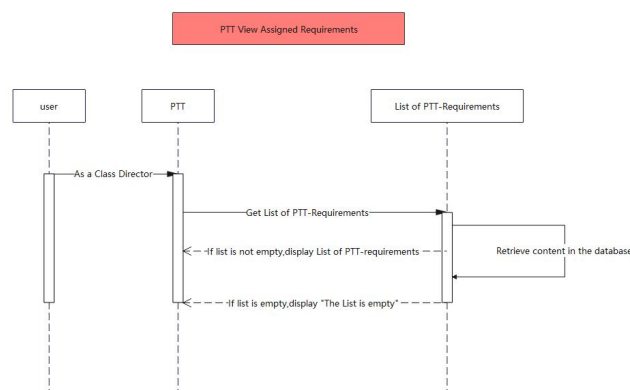 PTT View Assigned Requirements
user
PTT
List of PTT-Requirements
As a Class Director
Get List of PTT-Requirements
If list is not empty,display List of PTT-requirements
Retrieve content in the database
If list is empty,display "The List is empty"